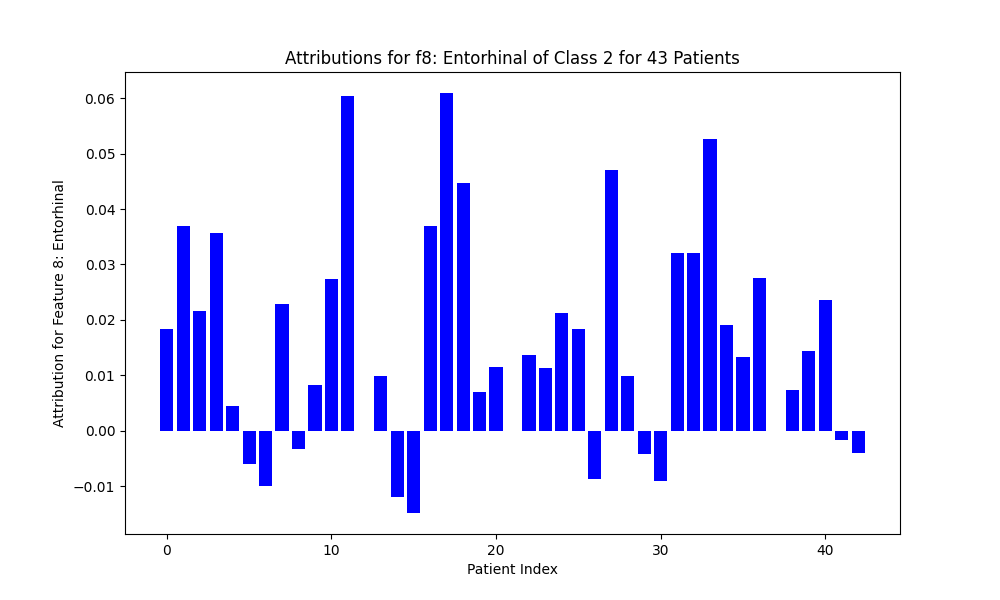 Attributions for f8: Entorhinal of Class 2 for 43 Patients
Attribution for Feature 8: Entorhinal
0.06
0.05
0.04
0.03
0.02
0.01
0.00
−0.01
0 10 20 30 40
Patient Index